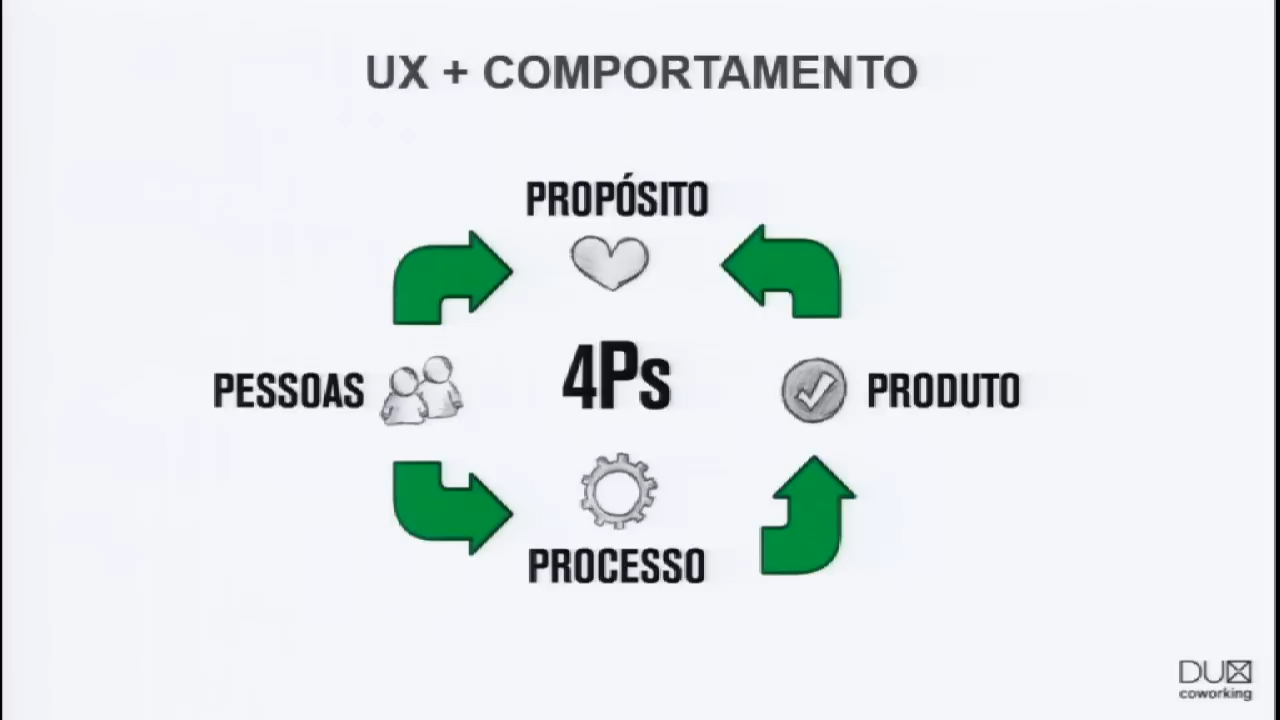 UX + COMPORTAMENTO
PROPÓSITO
PESSOAS
4Ps
PRODUTO
PROCESSO
DUX
coworking